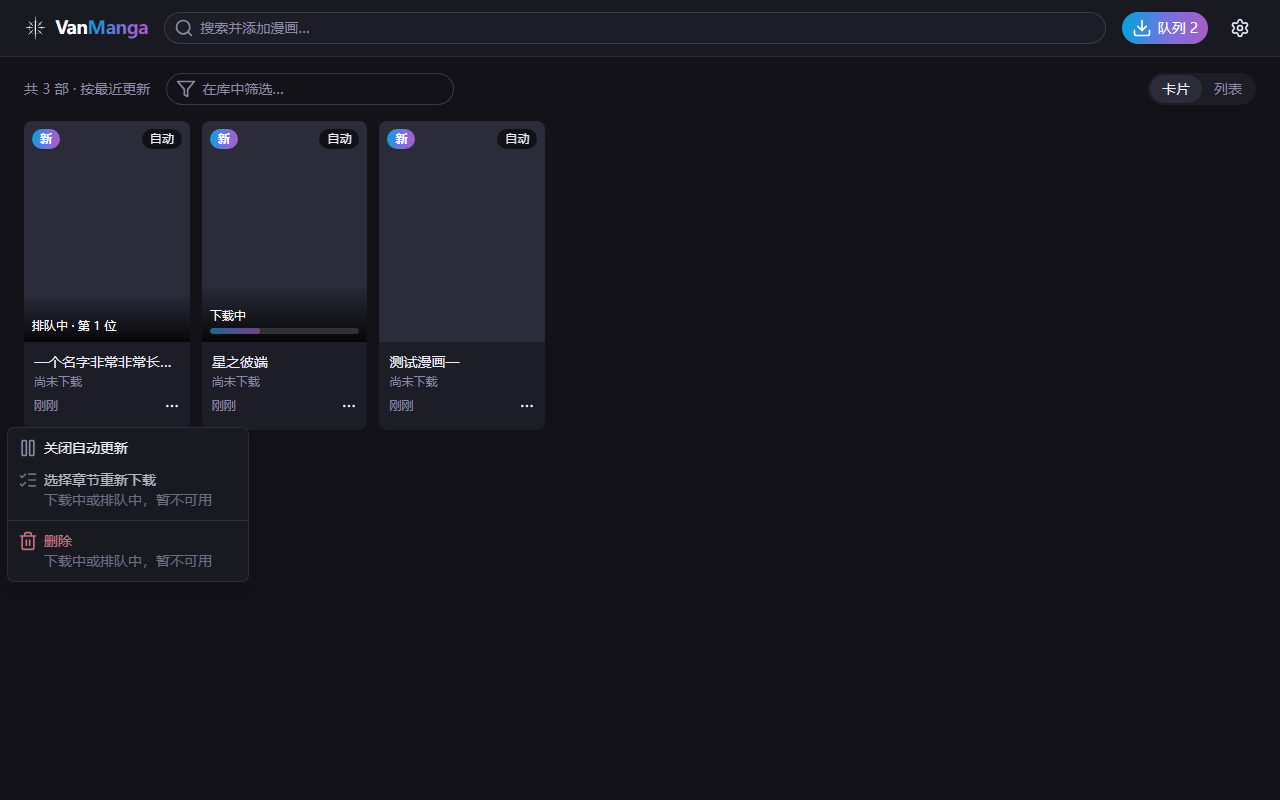 VanManga
搜索并添加漫画...
队列 2
共 3 部 · 按最近更新
在库中筛选...
卡片
列表
新
自动
新
自动
新
自动
排队中 · 第 1 位
下载中
一个名字非常非常长...
尚未下载
刚刚
星之彼端
尚未下载
刚刚
测试漫画一
尚未下载
刚刚
关闭自动更新
选择章节重新下载
下载中或排队中，暂不可用
删除
下载中或排队中，暂不可用